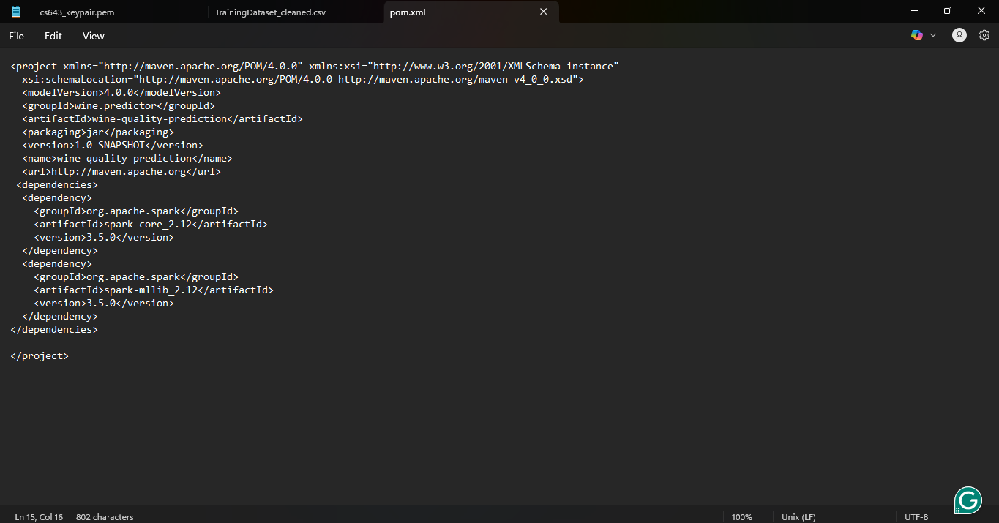 cs643_keypair.pem
TrainingDataset_cleaned.csv
pom.xml
File Edit View
<project xmlns="http://maven.apache.org/POM/4.0.0" xmlns:xsi="http://www.w3.org/2001/XMLSchema-instance"
  xsi:schemaLocation="http://maven.apache.org/POM/4.0.0 http://maven.apache.org/maven-v4_0_0.xsd">
  <modelVersion>4.0.0</modelVersion>
  <groupId>wine.predictor</groupId>
  <artifactId>wine-quality-prediction</artifactId>
  <packaging>jar</packaging>
  <version>1.0-SNAPSHOT</version>
  <name>wine-quality-prediction</name>
  <url>http://maven.apache.org</url>
 <dependencies>
  <dependency>
    <groupId>org.apache.spark</groupId>
    <artifactId>spark-core_2.12</artifactId>
    <version>3.5.0</version>
  </dependency>
  <dependency>
    <groupId>org.apache.spark</groupId>
    <artifactId>spark-mllib_2.12</artifactId>
    <version>3.5.0</version>
  </dependency>
</dependencies>

</project>
Ln 15, Col 16
802 characters
100%
Unix (LF)
UTF-8